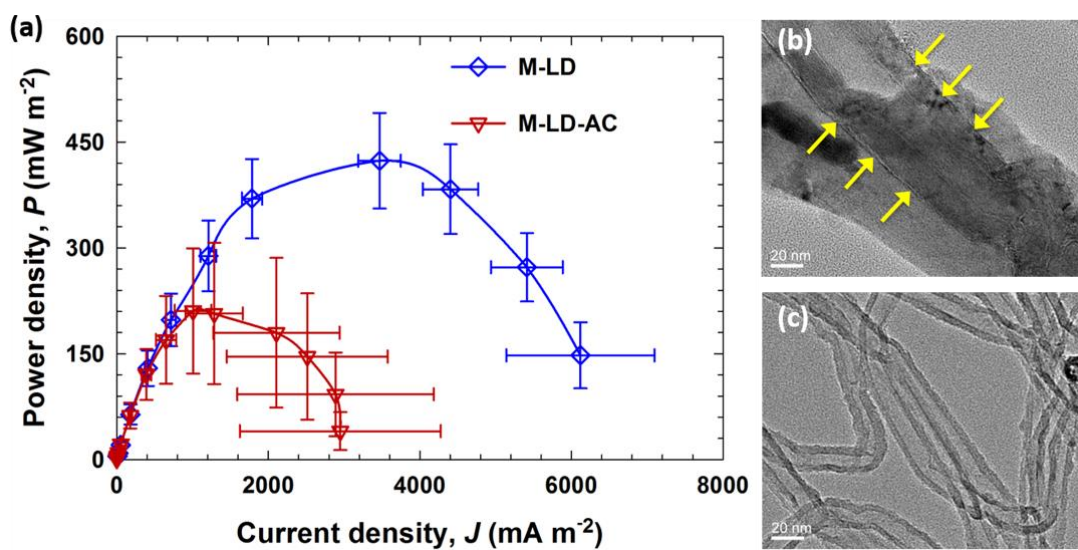 (a)
600
450
300
150
0
0
2000
4000
6000
8000
Power density, P (mW m⁻²)
Current density, J (mA m⁻²)
M-LD
M-LD-AC
(b)
20 nm
(c)
20 nm